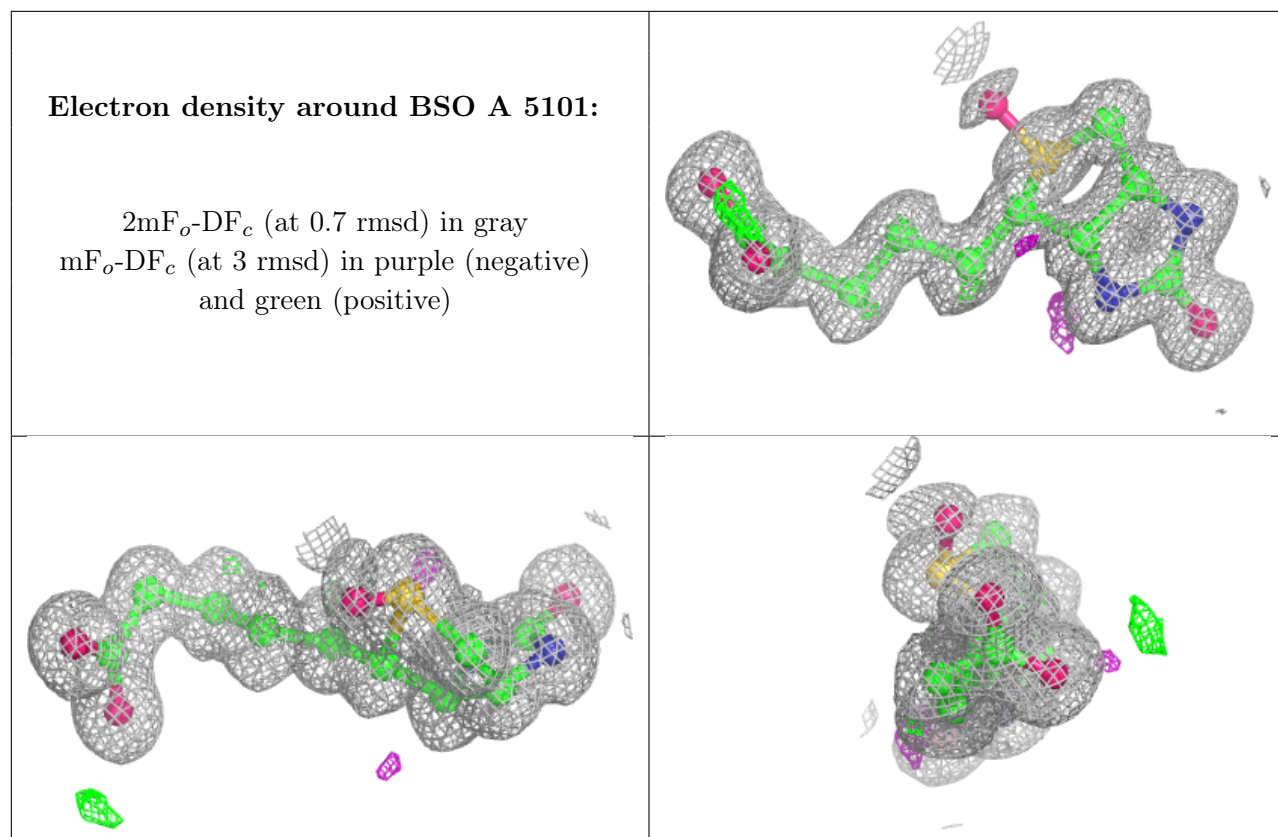 Electron density around BSO A 5101:
2mFo-DFc (at 0.7 rmsd) in gray
mFo-DFc (at 3 rmsd) in purple (negative)
and green (positive)